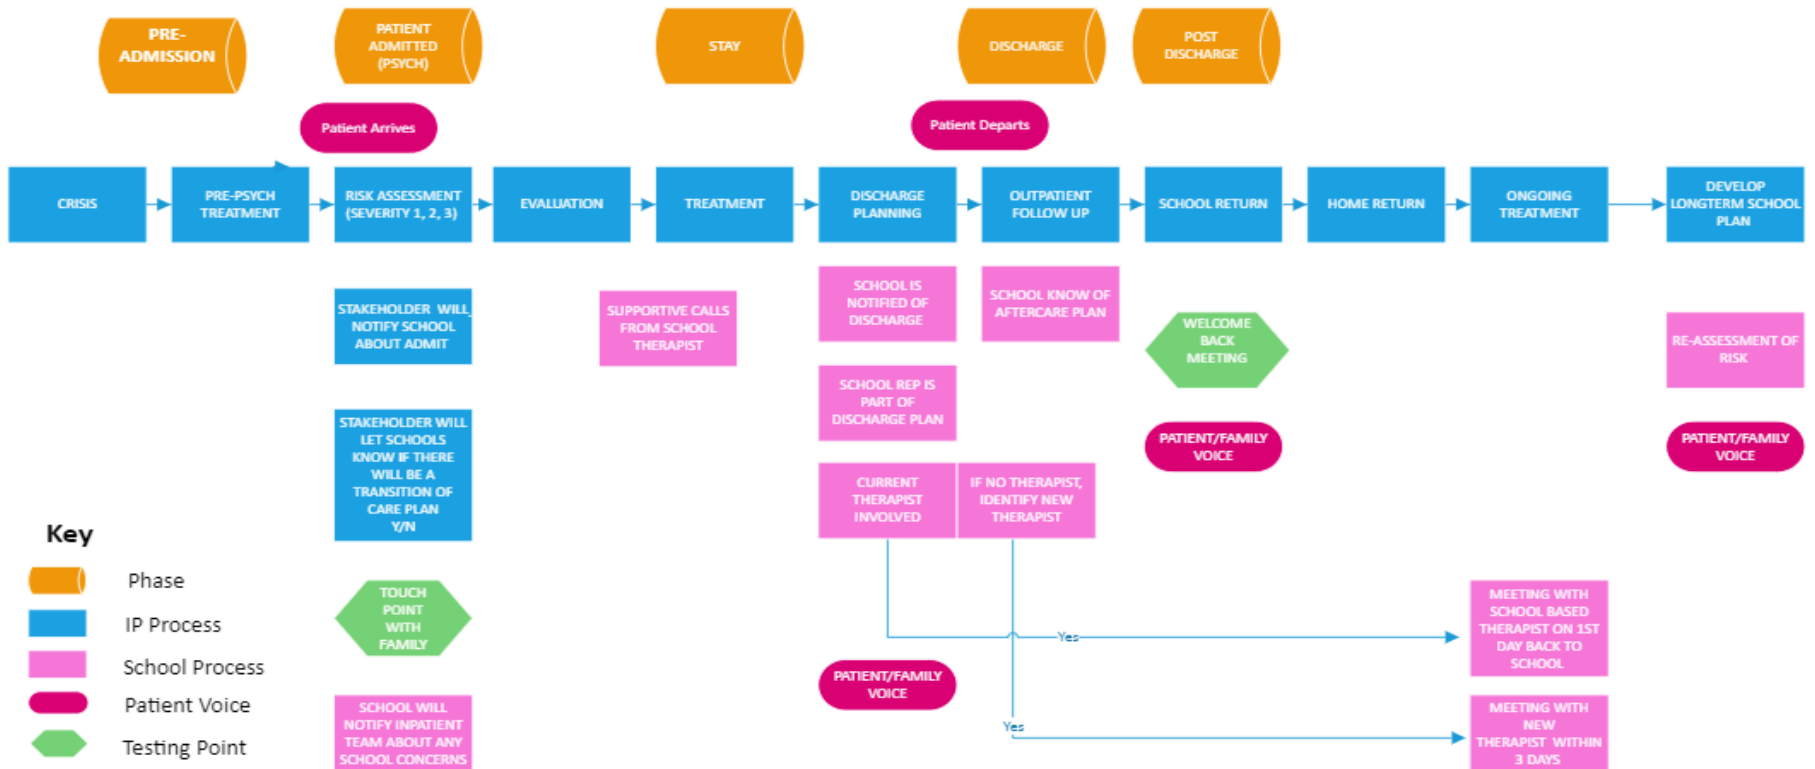 PRE-
ADMISSION
PATIENT
ADMITTED
(PSYCH)
STAY
DISCHARGE
POST
DISCHARGE
Patient Arrives
Patient Departs
CRISIS
PRE-PSYCH
TREATMENT
RISK ASSESSMENT
(SEVERITY 1, 2, 3)
EVALUATION
TREATMENT
DISCHARGE
PLANNING
OUTPATIENT
FOLLOW UP
SCHOOL RETURN
HOME RETURN
ONGOING
TREATMENT
DEVELOP
LONGTERM SCHOOL
PLAN
STAKEHOLDER WILL
NOTIFY SCHOOL
ABOUT ADMIT
SUPPORTIVE CALLS
FROM SCHOOL
THERAPIST
SCHOOL IS
NOTIFIED OF
DISCHARGE
SCHOOL KNOW OF
AFTERCARE PLAN
WELCOME
BACK
MEETING
RE-ASSESSMENT OF
RISK
SCHOOL REP IS
PART OF
DISCHARGE PLAN
STAKEHOLDER WILL
LET SCHOOLS
KNOW IF THERE
WILL BE A
TRANSITION OF
CARE PLAN
Y/N
PATIENT/FAMILY
VOICE
PATIENT/FAMILY
VOICE
CURRENT
THERAPIST
INVOLVED
IF NO THERAPIST,
IDENTIFY NEW
THERAPIST
Key
Phase
IP Process
School Process
Patient Voice
Testing Point
TOUCH
POINT
WITH
FAMILY
Yes
MEETING WITH
SCHOOL BASED
THERAPIST ON 1ST
DAY BACK TO
SCHOOL
PATIENT/FAMILY
VOICE
SCHOOL WILL
NOTIFY INPATIENT
TEAM ABOUT ANY
SCHOOL CONCERNS
Yes
MEETING WITH
NEW
THERAPIST WITHIN
3 DAYS